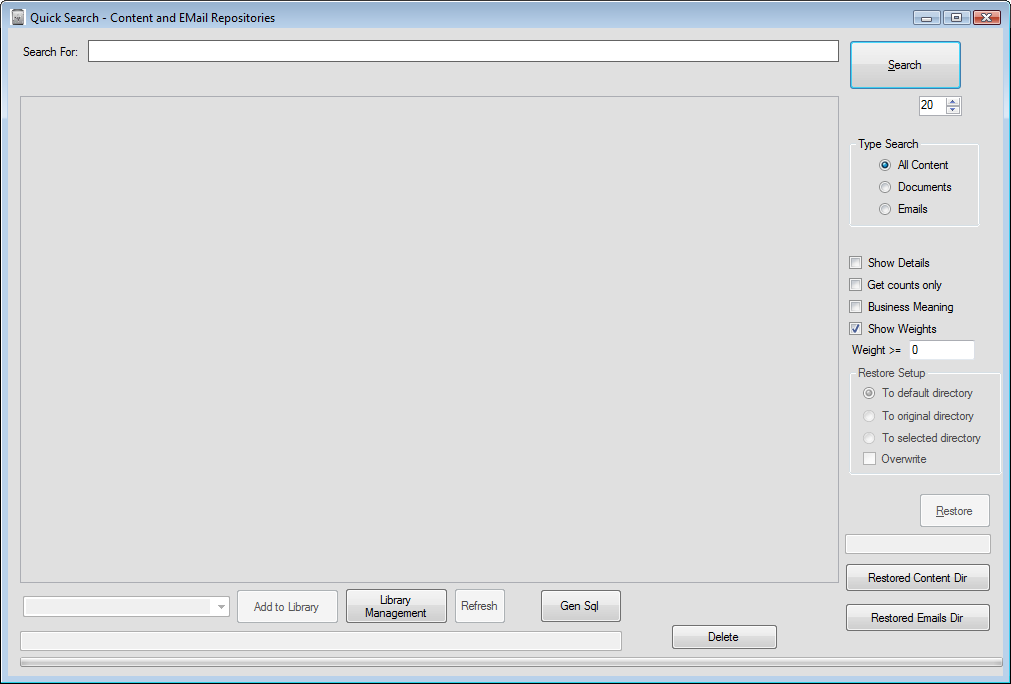 Quick Search - Content and EMail Repositories
Search For:
Search
20
Type Search
All Content
Documents
Emails
Show Details
Get counts only
Business Meaning
Show Weights
Weight >= 0
Restore Setup
To default directory
To original directory
To selected directory
Overwrite
Restore
Restored Content Dir
Restored Emails Dir
Add to Library
Library
Management
Refresh
Gen Sql
Delete